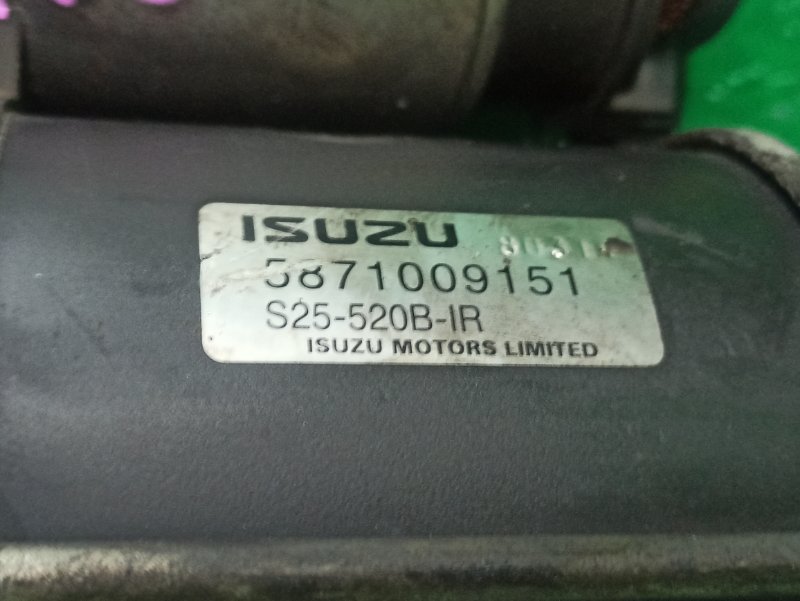 ISUZU
5871009151
S25-520B-IR
ISUZU MOTORS LIMITED